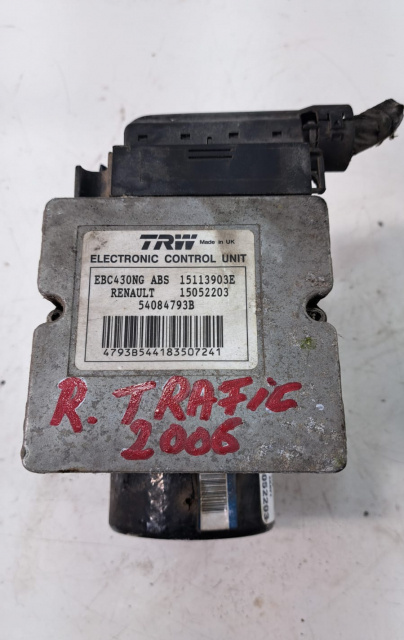 TRW Made in UK
ELECTRONIC CONTROL UNIT
EBC430NG ABS 15113903E
RENAULT 15052203
54084793B
4793B544183507241
R. TRAFic
2006